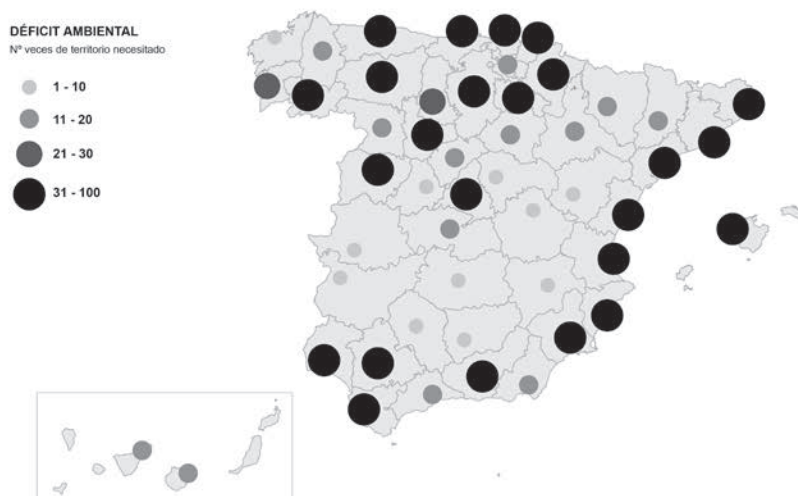 DÉFICIT AMBIENTAL
Nº veces de territorio necesitado
1 - 10
11 - 20
21 - 30
31 - 100